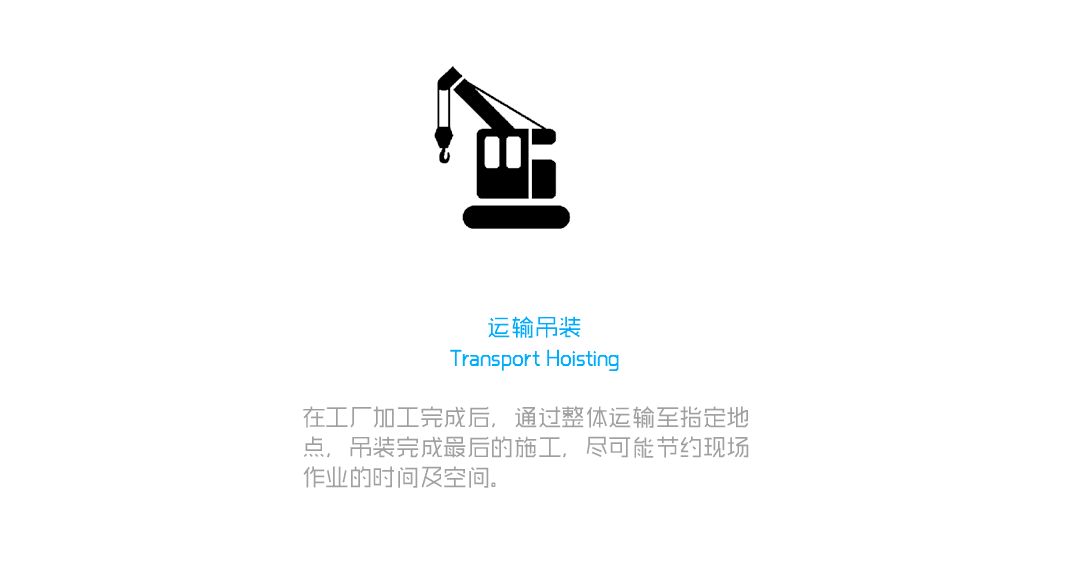 运输吊装
Transport Hoisting
在工厂加工完成后，通过整体运输至指定地
点，吊装完成最后的施工，尽可能节约现场
作业的时间及空间。